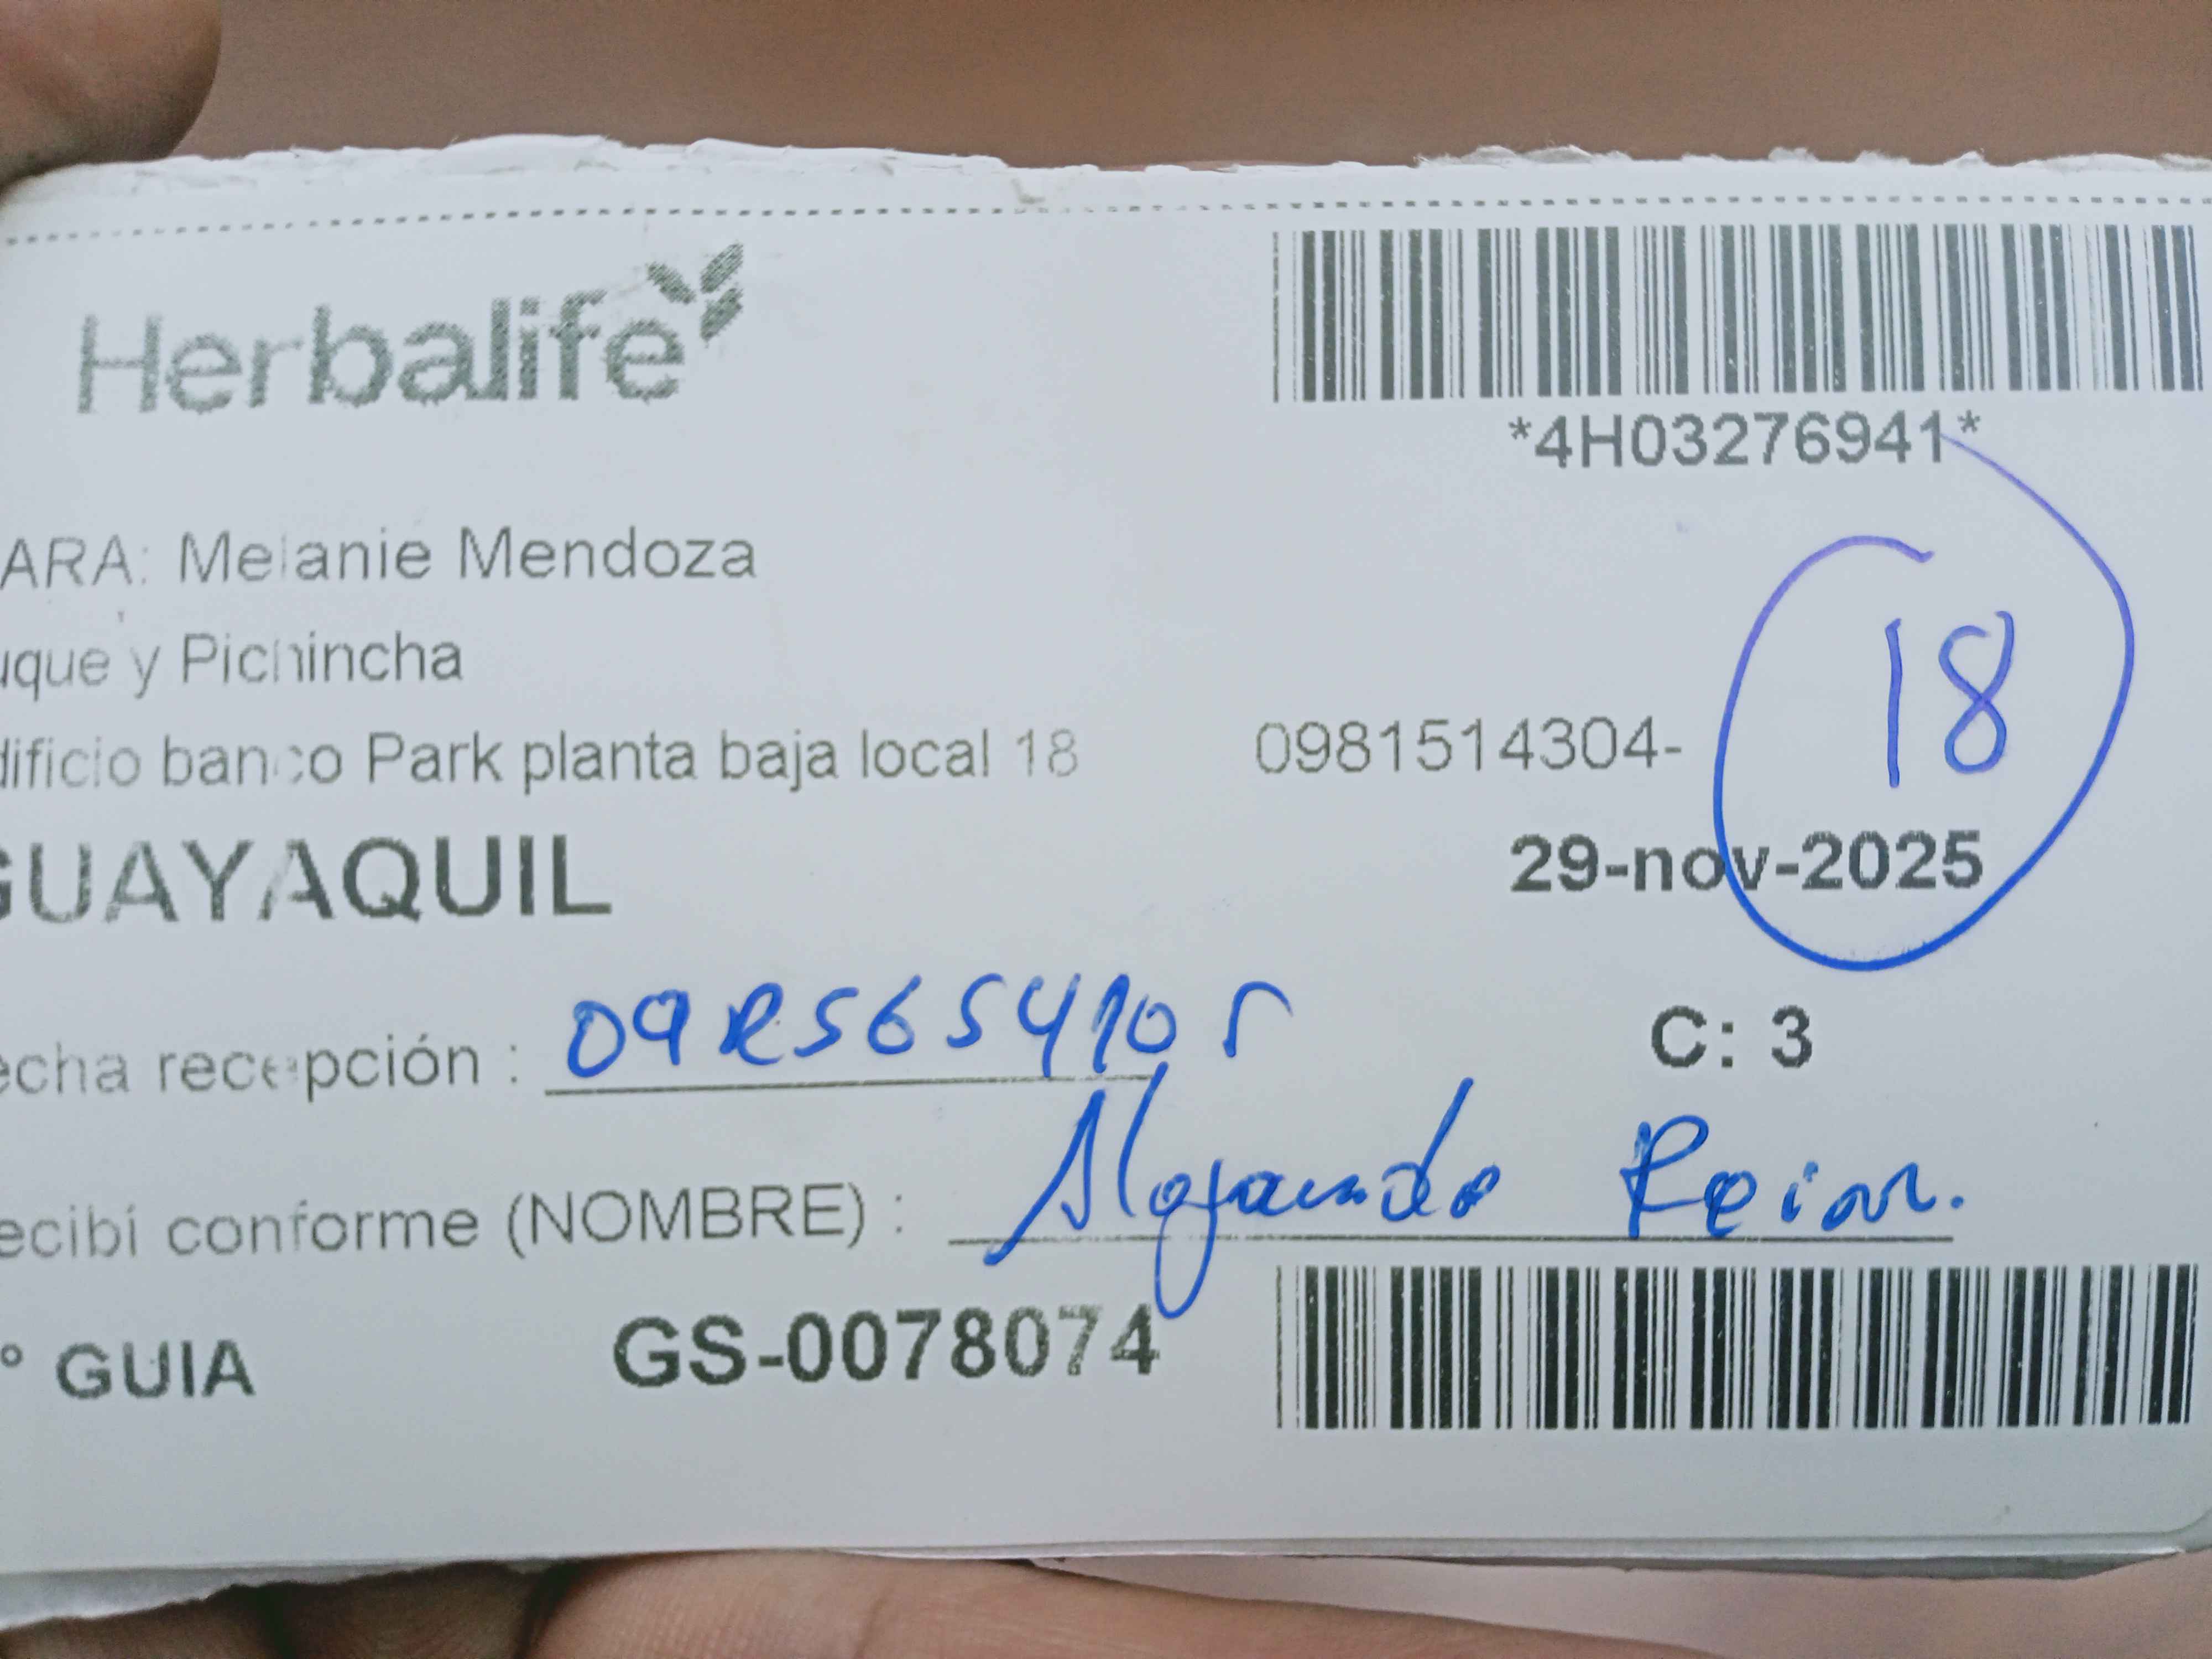 Herbalife
*4H03276941*
ARA: Melanie Mendoza
uque y Pichincha
dificio banco Park planta baja local 18 0981514304-
18
GUAYAQUIL 29-nov-2025
echa recepción :
C: 3
ecibí conforme (NOMBRE) : Alejandro
° GUIA GS-0078074